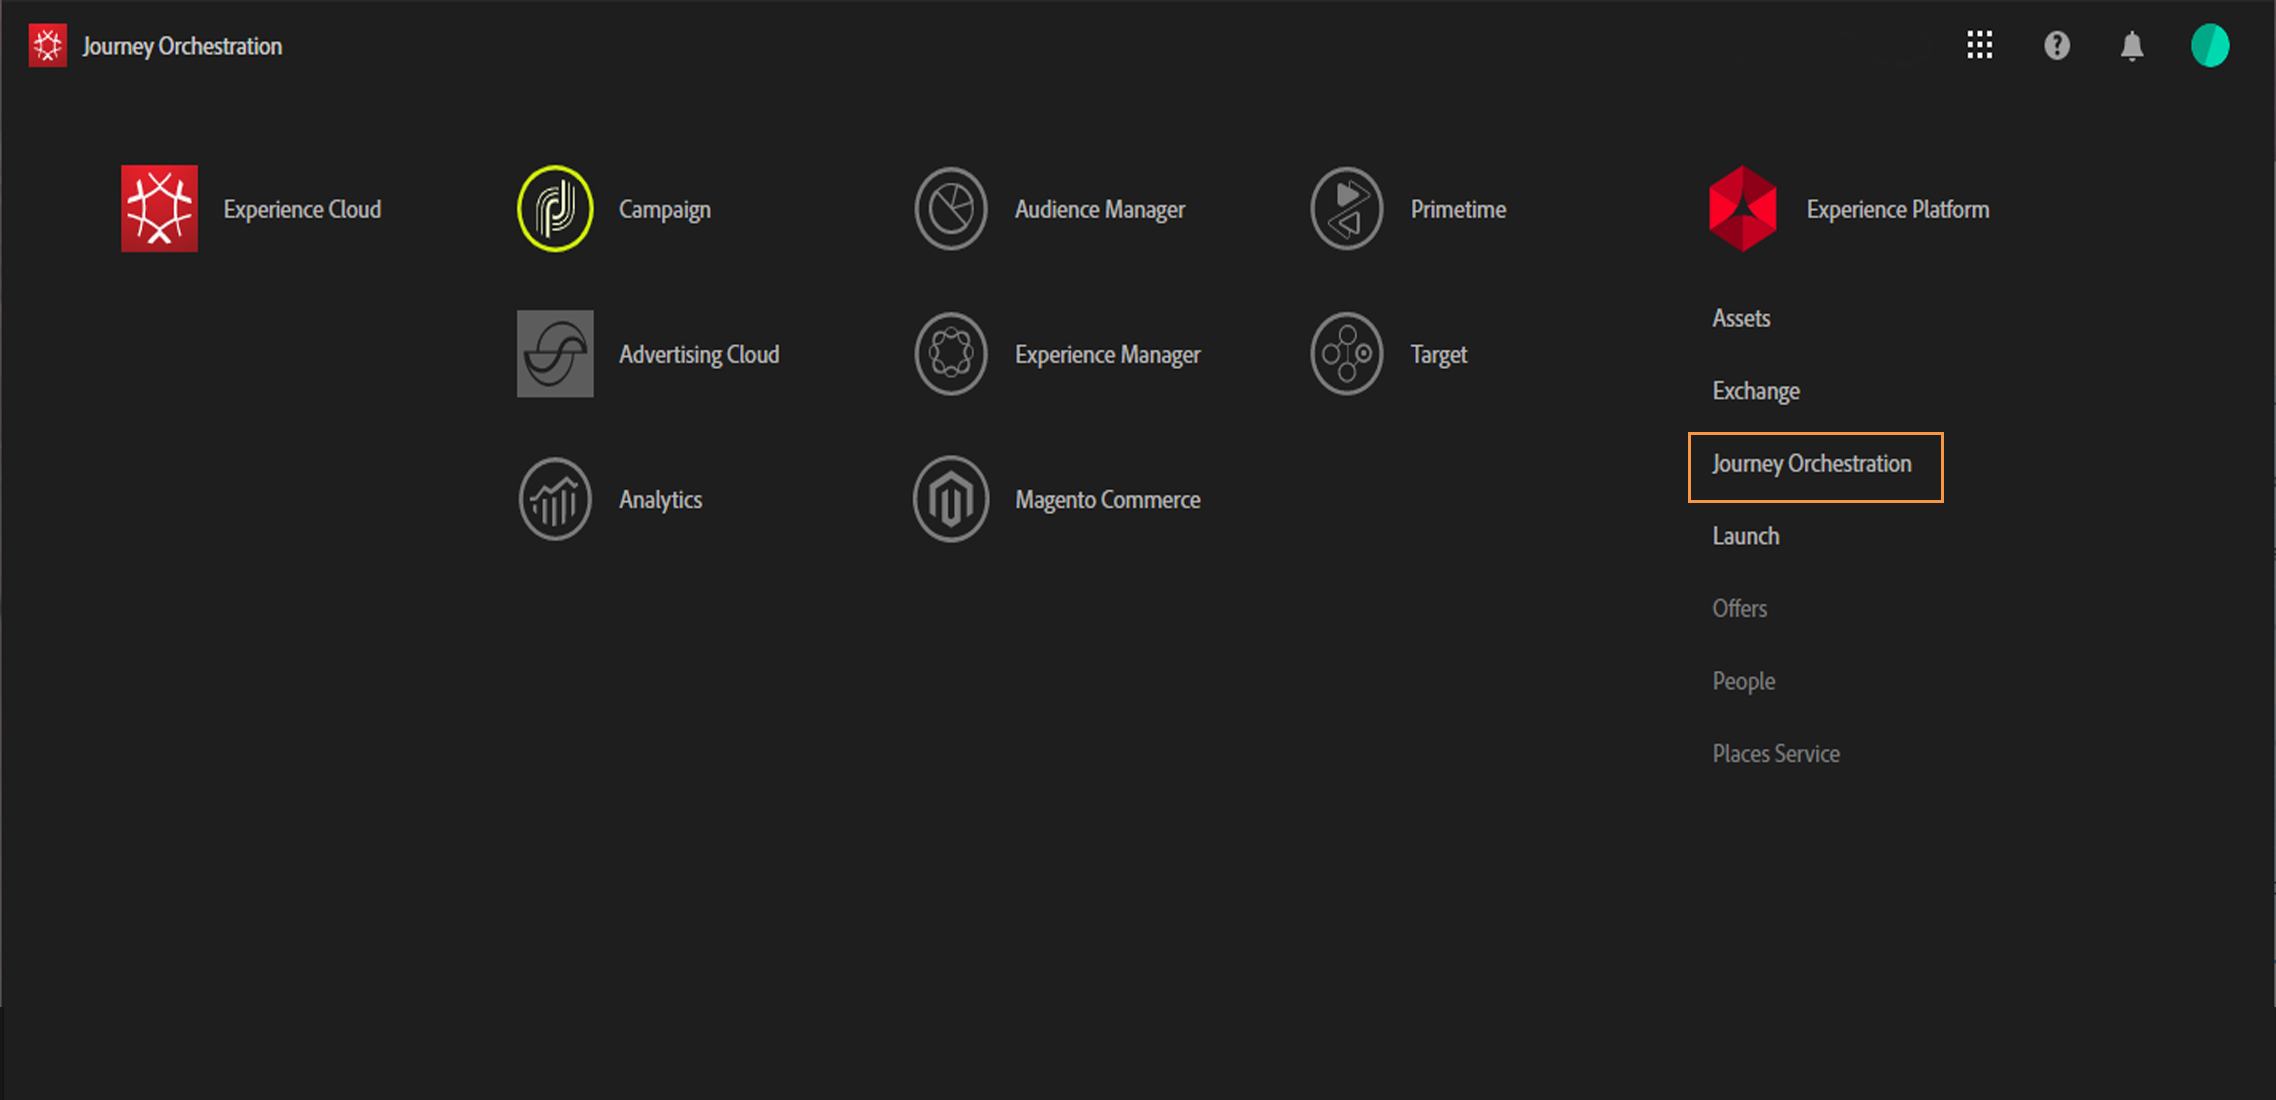 Journey Orchestration
Experience Cloud
Campaign
Audience Manager
Primetime
Experience Platform
Advertising Cloud
Experience Manager
Target
Analytics
Magento Commerce
Assets
Exchange
Journey Orchestration
Launch
Offers
People
Places Service